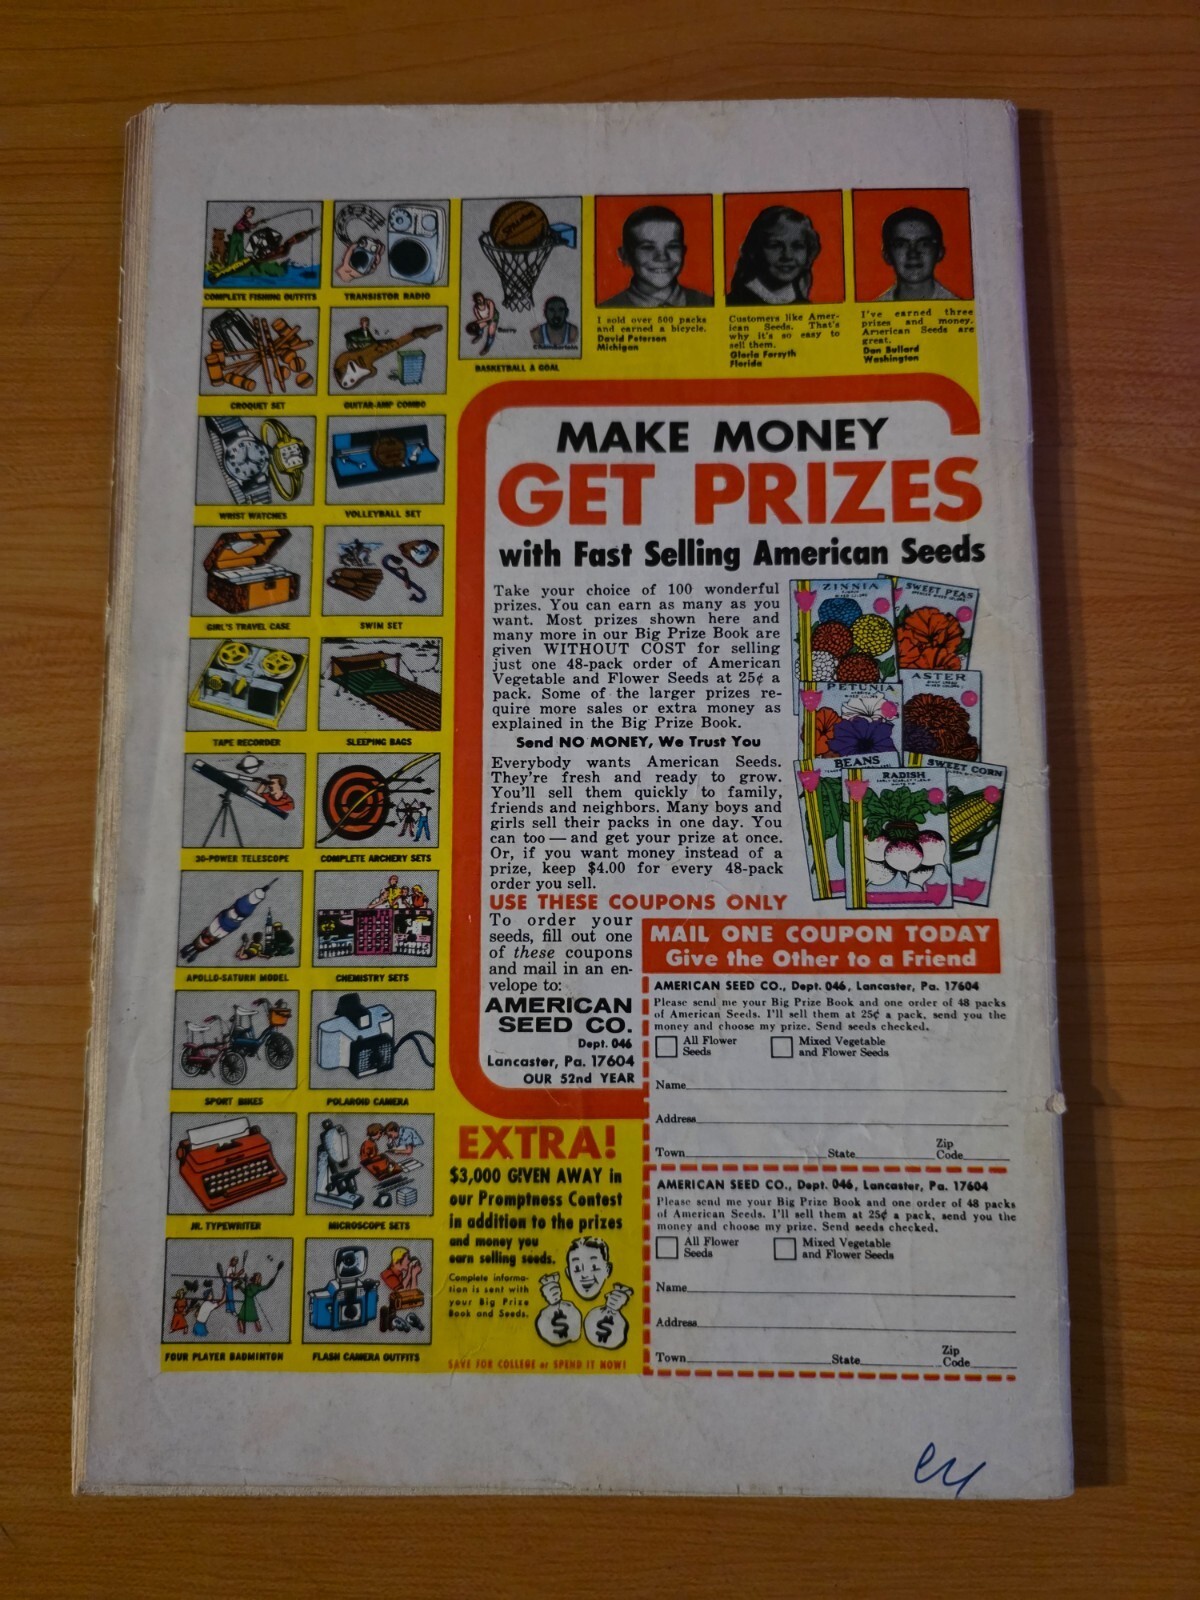 COMPLETE FISHING OUTFITS
TRANSISTOR RADIO
CROQUET SET
GUITAR-AMP COMBO
WRIST WATCHES
VOLLEYBALL SET
GIRL'S TRAVEL CASE
SWIM SET
TAPE RECORDER
SLEEPING BAGS
30-POWER TELESCOPE
COMPLETE ARCHERY SETS
APOLLO-SATURN MODEL
CHEMISTRY SETS
SPORT BIKES
POLAROID CAMERA
JR. TYPEWRITER
MICROSCOPE SETS
FOUR PLAYER BADMINTON
FLASH CAMERA OUTFITS
SPALDING
BASKETBALL & GOAL
I sold over 500 packs
and earned a bicycle.
David Peterson
Michigan
Customers like Amer-
ican Seeds. That's
why it's so easy to
sell them.
Gloria Forsyth
Florida
I've earned three
prizes and money.
American Seeds are
great.
Dan Ballard
Washington
MAKE MONEY
GET PRIZES
with Fast Selling American Seeds
Take your choice of 100 wonderful
prizes. You can earn as many as you
want. Most prizes shown here and
many more in our Big Prize Book are
given WITHOUT COST for selling
just one 48-pack order of American
Vegetable and Flower Seeds at 25¢ a
pack. Some of the larger prizes re-
quire more sales or extra money as
explained in the Big Prize Book.
Send NO MONEY, We Trust You
Everybody wants American Seeds.
They're fresh and ready to grow.
You'll sell them quickly to family,
friends and neighbors. Many boys and
girls sell their packs in one day. You
can too — and get your prize at once.
Or, if you want money instead of a
prize, keep $4.00 for every 48-pack
order you sell.
USE THESE COUPONS ONLY
To order your
seeds, fill out one
of these coupons
and mail in an en-
velope to:
AMERICAN
SEED CO.
Dept. 046
Lancaster, Pa. 17604
OUR 52nd YEAR
ZINNIA
SWEET PEAS
PETUNIA
ASTER
BEANS
RADISH
SWEET CORN
MAIL ONE COUPON TODAY
Give the Other to a Friend
AMERICAN SEED CO., Dept. 046, Lancaster, Pa. 17604
Please send me your Big Prize Book and one order of 48 packs
of American Seeds. I'll sell them at 25¢ a pack, send you the
money and choose my prize. Send seeds checked.
All Flower Seeds
Mixed Vegetable and Flower Seeds
Name
Address
Town State Zip Code
AMERICAN SEED CO., Dept. 046, Lancaster, Pa. 17604
Please send me your Big Prize Book and one order of 48 packs
of American Seeds. I'll sell them at 25¢ a pack, send you the
money and choose my prize. Send seeds checked.
All Flower Seeds
Mixed Vegetable and Flower Seeds
Name
Address
Town State Zip Code
EXTRA!
$3,000 GIVEN AWAY in
our Promptness Contest
in addition to the prizes
and money you
earn selling seeds.
Complete informa-
tion is sent with
your Big Prize
Book and Seeds.
$ $
SAVE FOR COLLEGE or SPEND IT NOW!